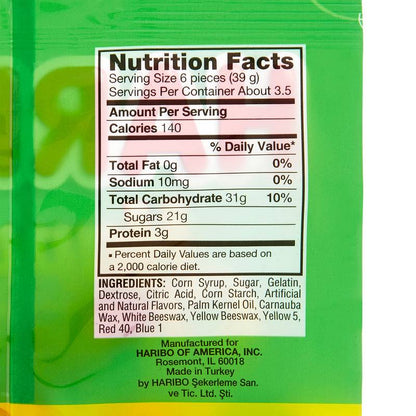 Nutrition Facts
Serving Size 6 pieces (39 g)
Servings Per Container About 3.5
Amount Per Serving
Calories 140
% Daily Value*
Total Fat 0g 0%
Sodium 10mg 0%
Total Carbohydrate 31g 10%
Sugars 21g
Protein 3g
• Percent Daily Values are based on
a 2,000 calorie diet.
INGREDIENTS: Corn Syrup, Sugar, Gelatin,
Dextrose, Citric Acid, Corn Starch, Artificial
and Natural Flavors, Palm Kernel Oil, Carnauba
Wax, White Beeswax, Yellow Beeswax, Yellow 5,
Red 40, Blue 1
Manufactured for
HARIBO OF AMERICA, INC.
Rosemont, IL 60018
Made in Turkey
by HARIBO Şekerleme San.
ve Tic. Ltd. Şti.